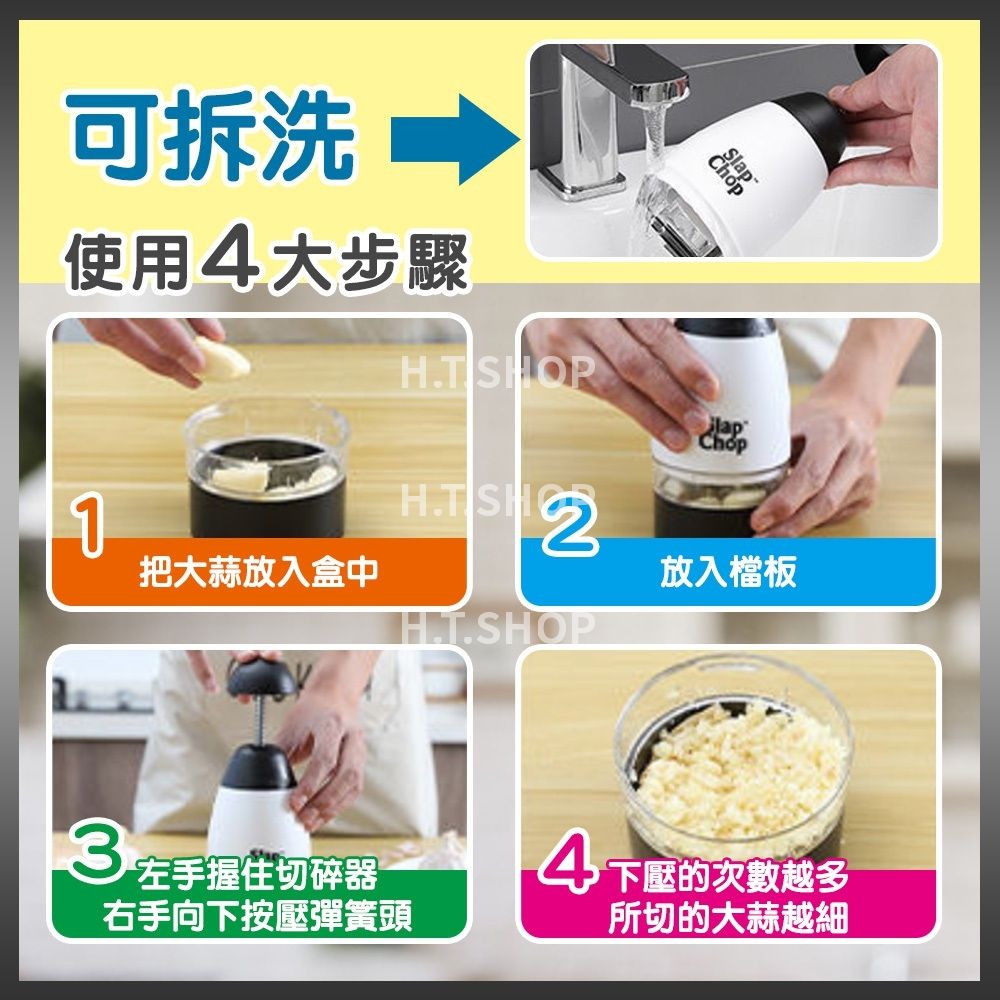 可拆洗
Slap™
Chop
使用4大步驟
H.T.SHOP
1
把大蒜放入盒中
Slap™
Chop
H.T.SHOP
2
放入檔板
H.T.SHOP
3
左手握住切碎器
右手向下按壓彈簧頭
4
下壓的次數越多
所切的大蒜越細